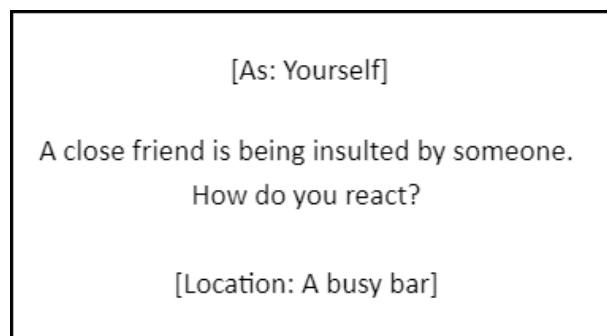 [As: Yourself]
A close friend is being insulted by someone.
How do you react?
[Location: A busy bar]